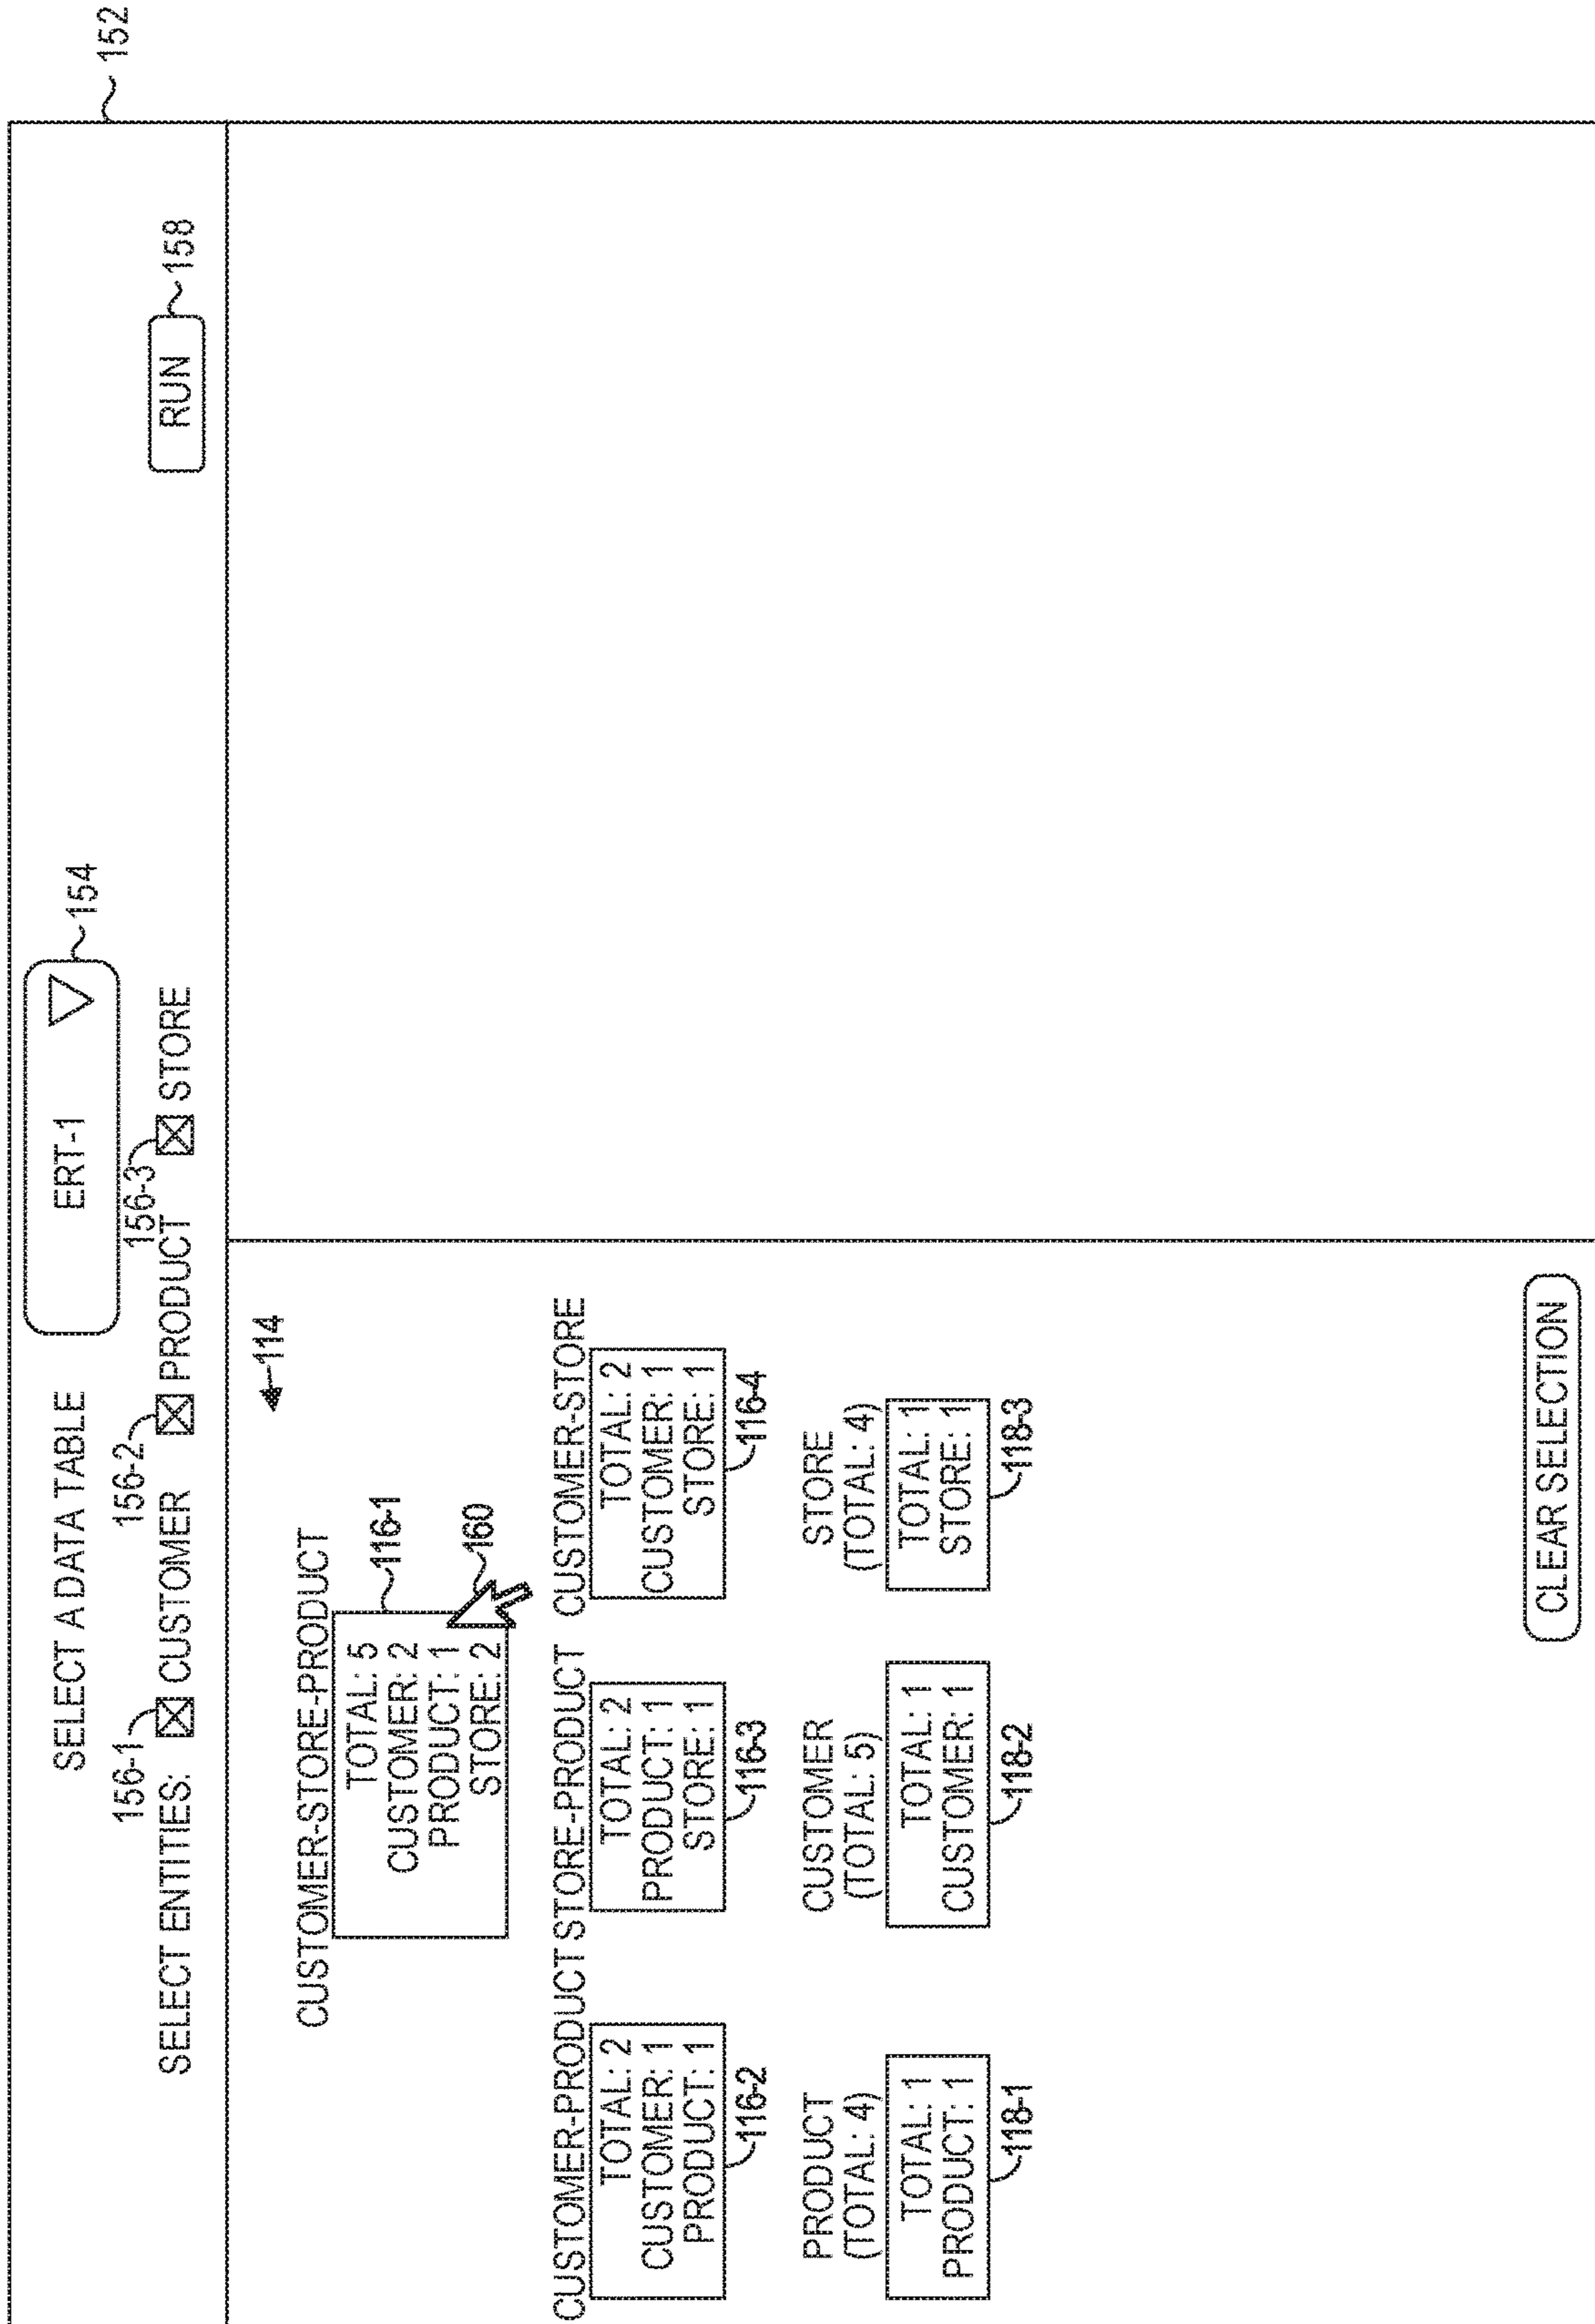 152
SELECT A DATA TABLE
ERT-1
154
156-1
156-2
156-3
SELECT ENTITIES:
CUSTOMER
PRODUCT
STORE
RUN
158
114
CUSTOMER-STORE-PRODUCT
TOTAL: 5
CUSTOMER: 2
PRODUCT: 1
STORE: 2
116-1
160
CUSTOMER-PRODUCT
TOTAL: 2
CUSTOMER: 1
PRODUCT: 1
116-2
STORE-PRODUCT
TOTAL: 2
PRODUCT: 1
STORE: 1
116-3
CUSTOMER-STORE
TOTAL: 2
CUSTOMER: 1
STORE: 1
116-4
PRODUCT
(TOTAL: 4)
TOTAL: 1
PRODUCT: 1
118-1
CUSTOMER
(TOTAL: 5)
TOTAL: 1
CUSTOMER: 1
118-2
STORE
(TOTAL: 4)
TOTAL: 1
STORE: 1
118-3
CLEAR SELECTION